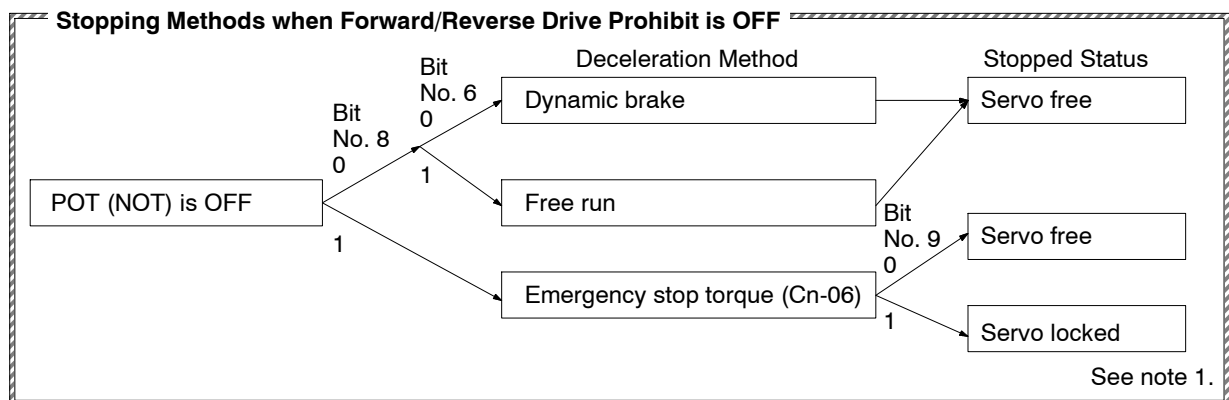 Stopping Methods when Forward/Reverse Drive Prohibit is OFF
Deceleration Method
Stopped Status
Bit
No. 6
0
Dynamic brake
Servo free
Bit
No. 8
0
1
POT (NOT) is OFF
Free run
1
Bit
No. 9
0
Servo free
Emergency stop torque (Cn-06)
1
Servo locked
See note 1.